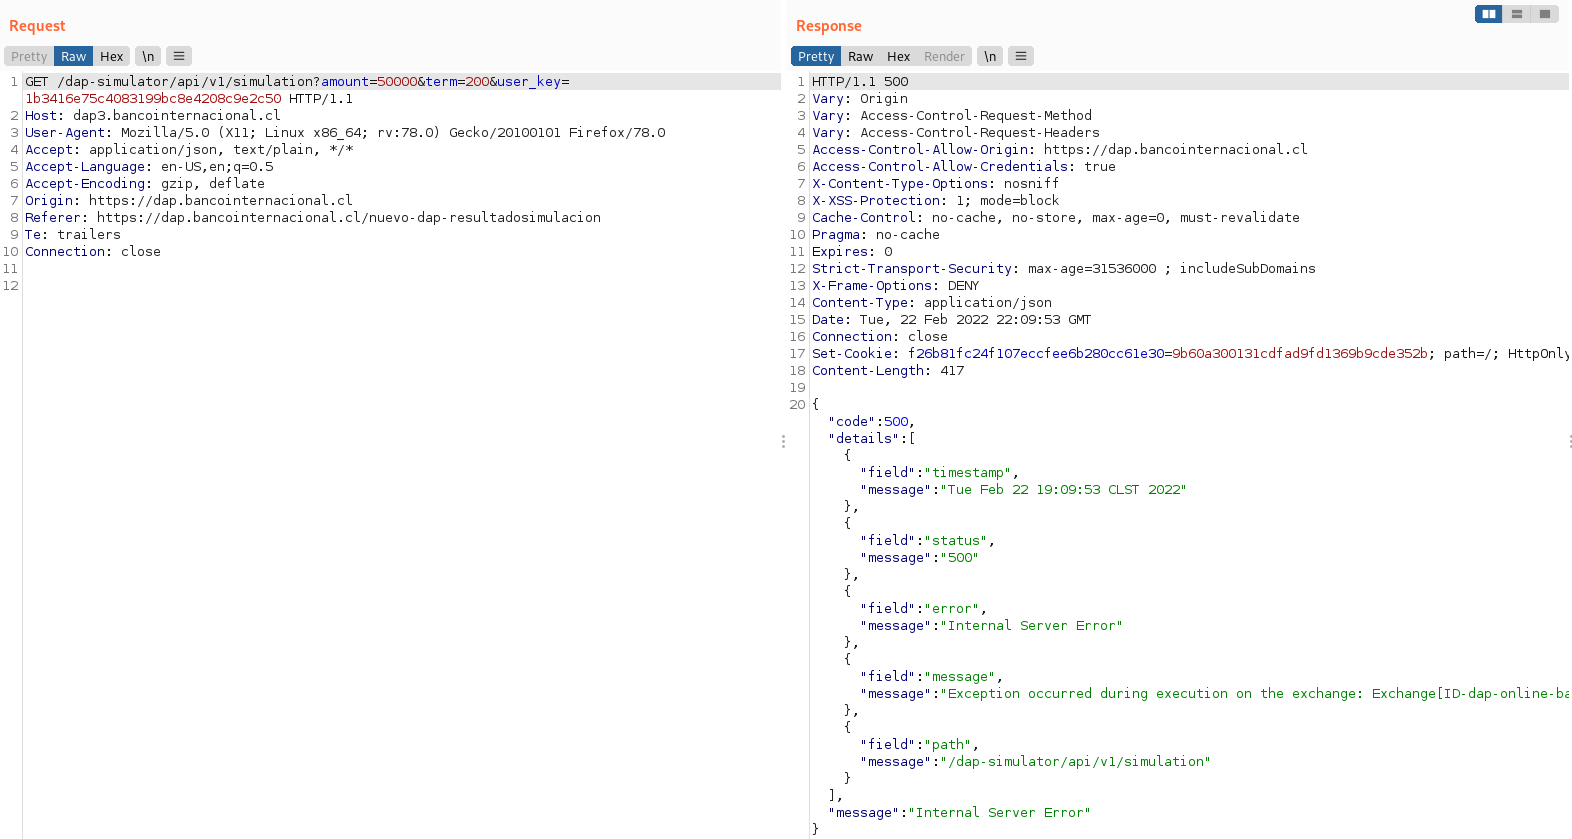 Request
Pretty Raw Hex \n
1 GET /dap-simulator/api/v1/simulation?amount=50000&term=200&user_key=
1b3416e75c4083199bc8e4208c9e2c50 HTTP/1.1
2 Host: dap3.bancointernacional.cl
3 User-Agent: Mozilla/5.0 (X11; Linux x86_64; rv:78.0) Gecko/20100101 Firefox/78.0
4 Accept: application/json, text/plain, */*
5 Accept-Language: en-US,en;q=0.5
6 Accept-Encoding: gzip, deflate
7 Origin: https://dap.bancointernacional.cl
8 Referer: https://dap.bancointernacional.cl/nuevo-dap-resultadosimulacion
9 Te: trailers
10 Connection: close
11
12
Response
Pretty Raw Hex Render \n
1 HTTP/1.1 500
2 Vary: Origin
3 Vary: Access-Control-Request-Method
4 Vary: Access-Control-Request-Headers
5 Access-Control-Allow-Origin: https://dap.bancointernacional.cl
6 Access-Control-Allow-Credentials: true
7 X-Content-Type-Options: nosniff
8 X-XSS-Protection: 1; mode=block
9 Cache-Control: no-cache, no-store, max-age=0, must-revalidate
10 Pragma: no-cache
11 Expires: 0
12 Strict-Transport-Security: max-age=31536000 ; includeSubDomains
13 X-Frame-Options: DENY
14 Content-Type: application/json
15 Date: Tue, 22 Feb 2022 22:09:53 GMT
16 Connection: close
17 Set-Cookie: f26b81fc24f107eccfee6b280cc61e30=9b60a300131cdfad9fd1369b9cde352b; path=/; HttpOnly
18 Content-Length: 417
19
20 {
"code":500,
"details":[
{
"field":"timestamp",
"message":"Tue Feb 22 19:09:53 CLST 2022"
},
{
"field":"status",
"message":"500"
},
{
"field":"error",
"message":"Internal Server Error"
},
{
"field":"message",
"message":"Exception occurred during execution on the exchange: Exchange[ID-dap-online-ba
},
{
"field":"path",
"message":"/dap-simulator/api/v1/simulation"
}
],
"message":"Internal Server Error"
}